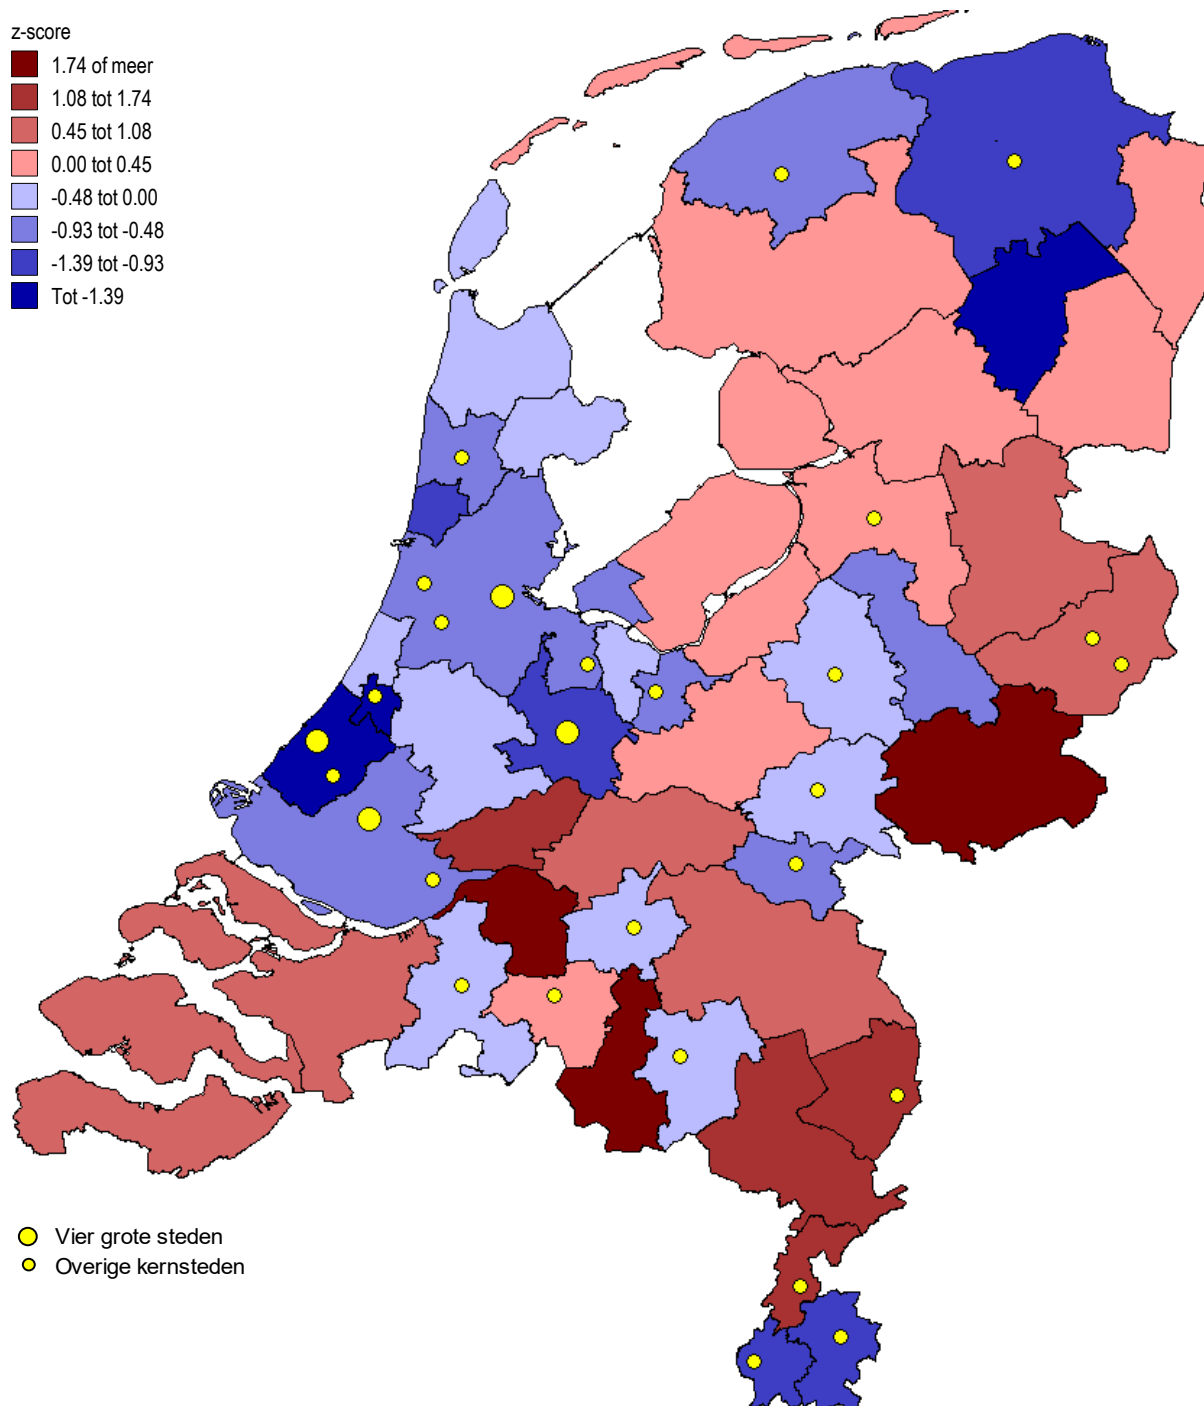 z-score
1.74 of meer
1.08 tot 1.74
0.45 tot 1.08
0.00 tot 0.45
-0.48 tot 0.00
-0.93 tot -0.48
-1.39 tot -0.93
Tot -1.39
Vier grote steden
Overige kernsteden